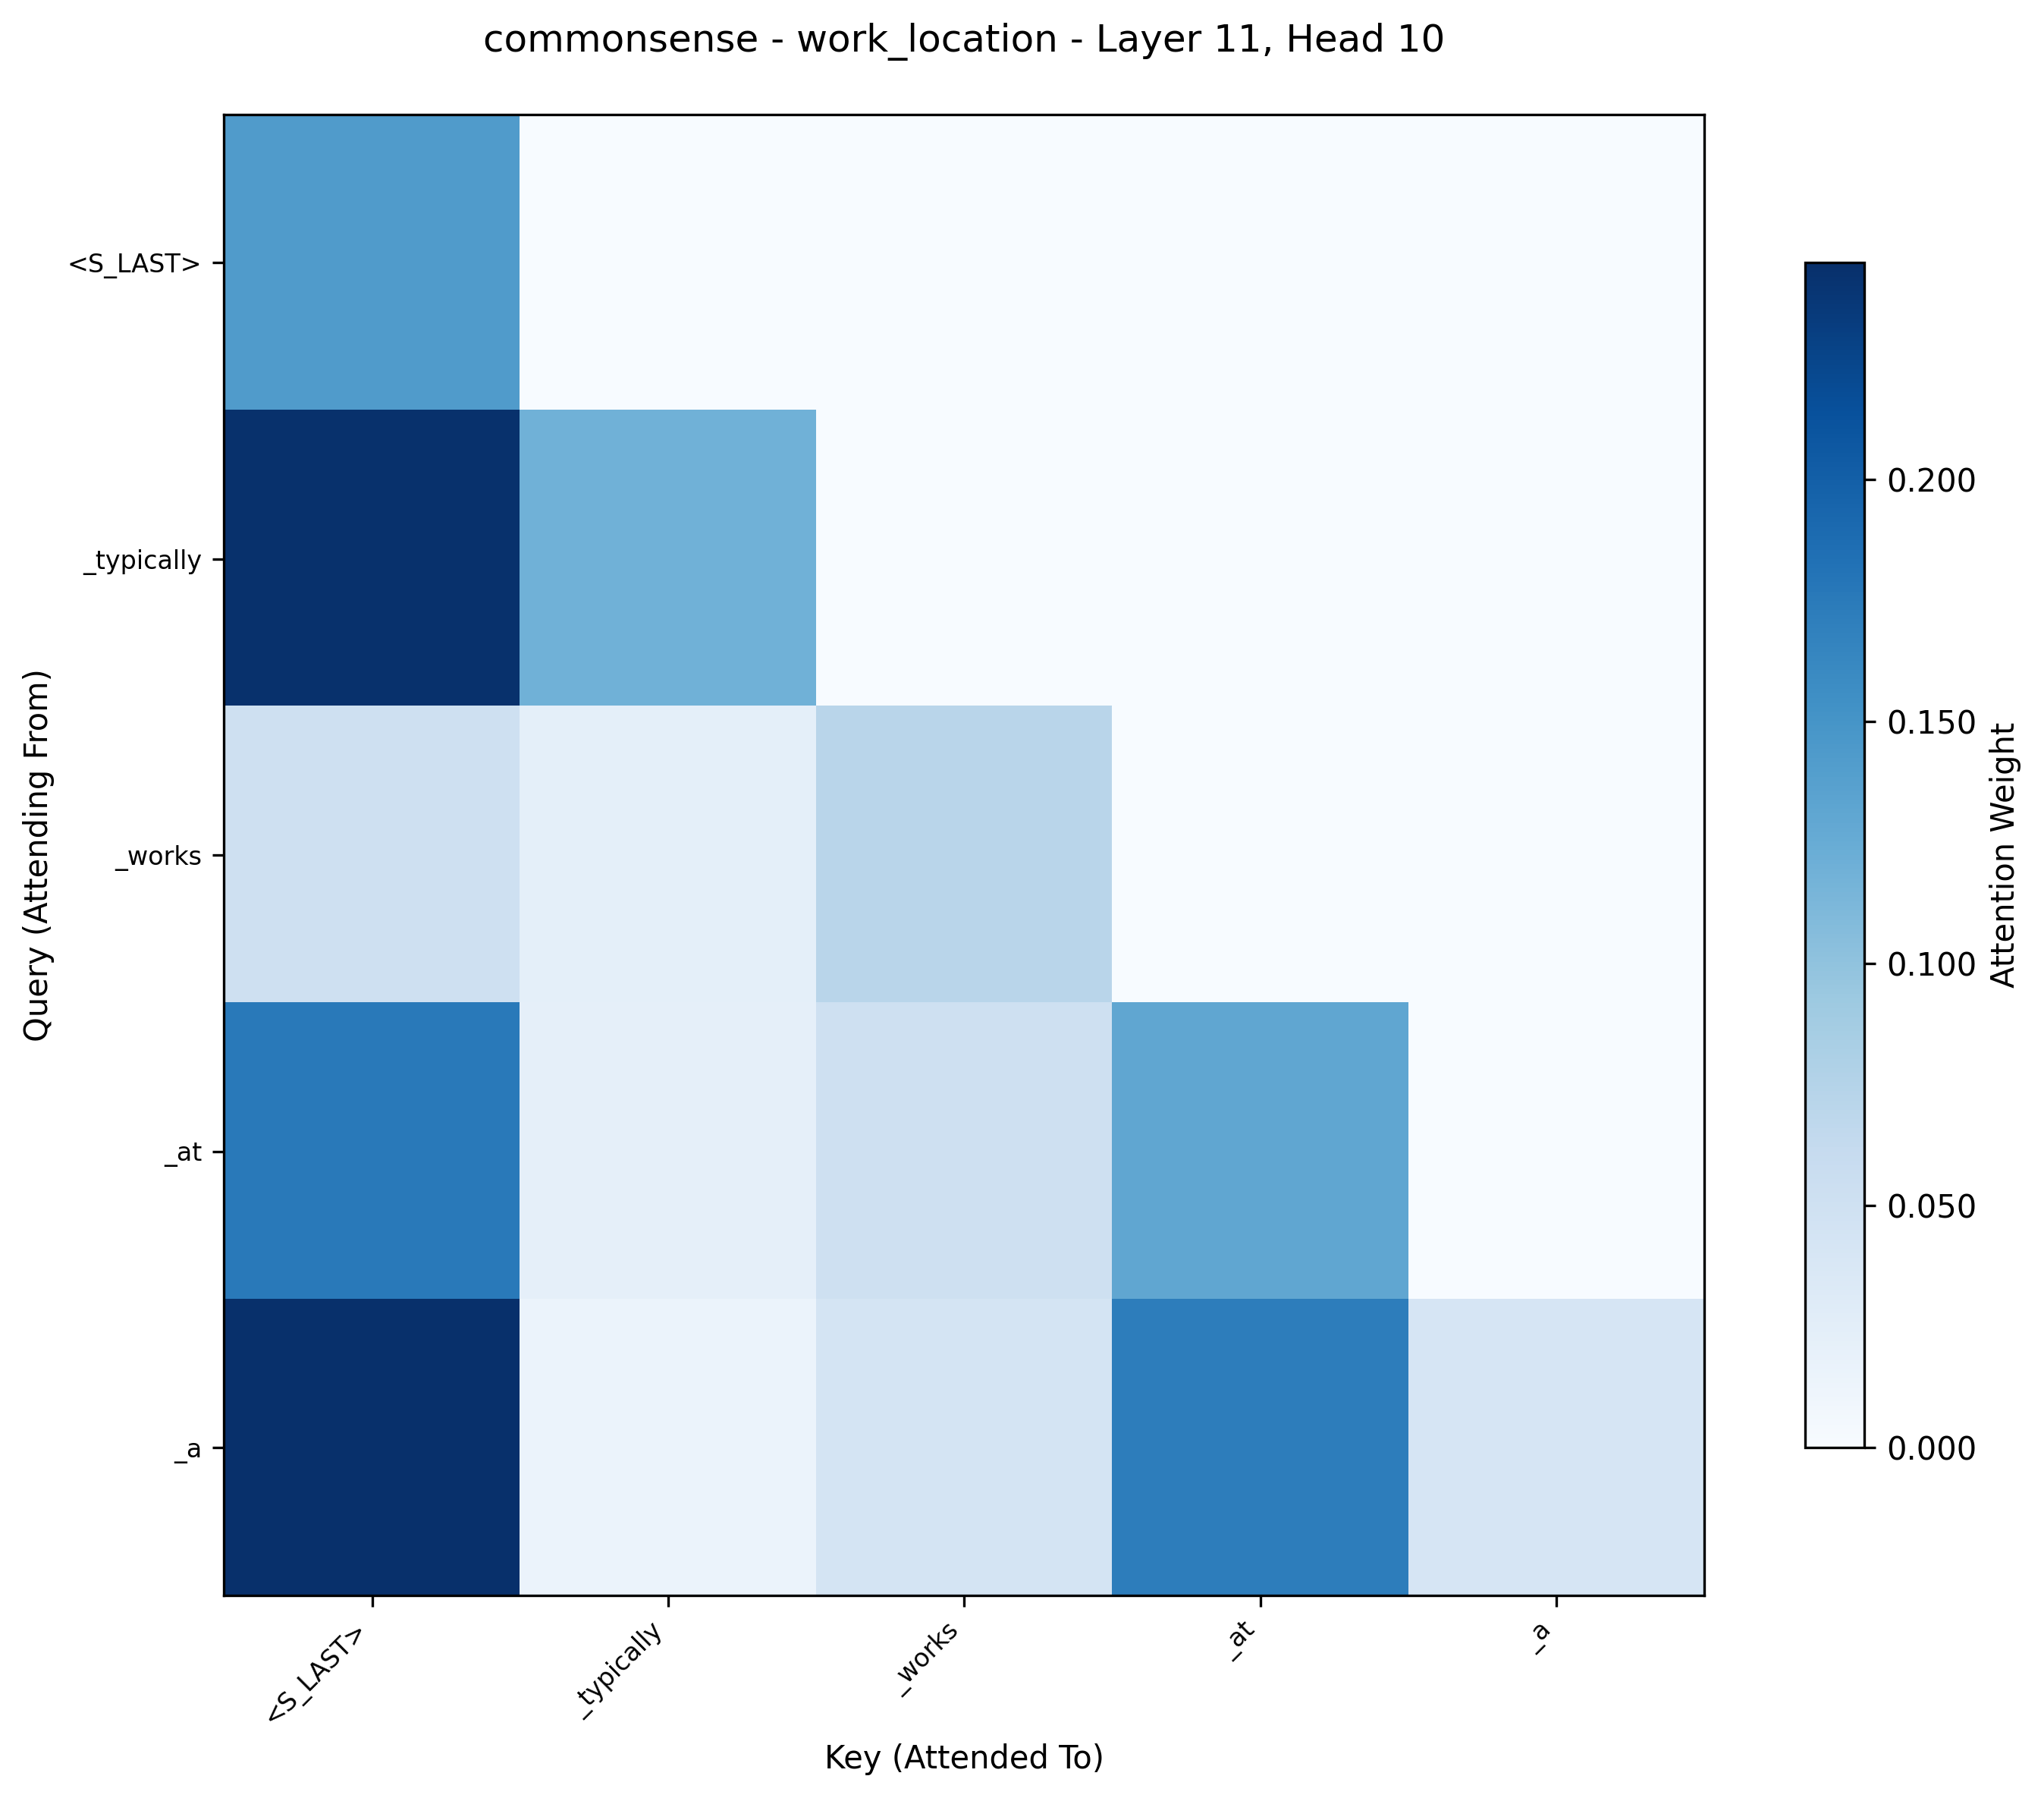 commonsense - work_location - Layer 11, Head 10
Query (Attending From)
<S_LAST>
_typically
_works
_at
_a
<S_LAST>
_typically
_works
_at
_a
Key (Attended To)
0.200
0.150
0.100
0.050
0.000
Attention Weight